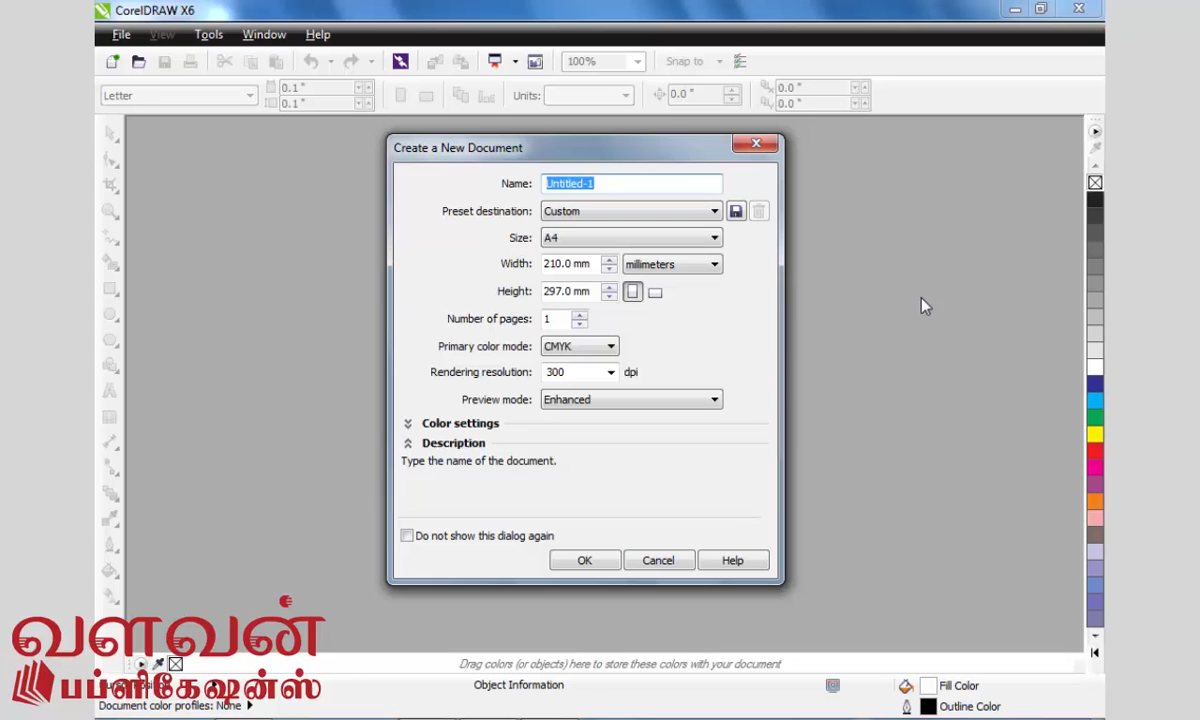 CorelDRAW X6
File View Tools Window Help
100% Snap to
Letter 0.1 " Units: 0.0 " 0.0 "
0.1 " 0.0 "
Create a New Document
Name: Untitled-1
Preset destination: Custom
Size: A4
Width: 210.0 mm millimeters
Height: 297.0 mm
Number of pages: 1
Primary color mode: CMYK
Rendering resolution: 300 dpi
Preview mode: Enhanced
Color settings
Description
Type the name of the document.
Do not show this dialog again
OK Cancel Help
வளவன்
பப்ளிகேஷன்ஸ்
Drag colors (or objects) here to store these colors with your document
Object Information Fill Color
Document color profiles: None Outline Color